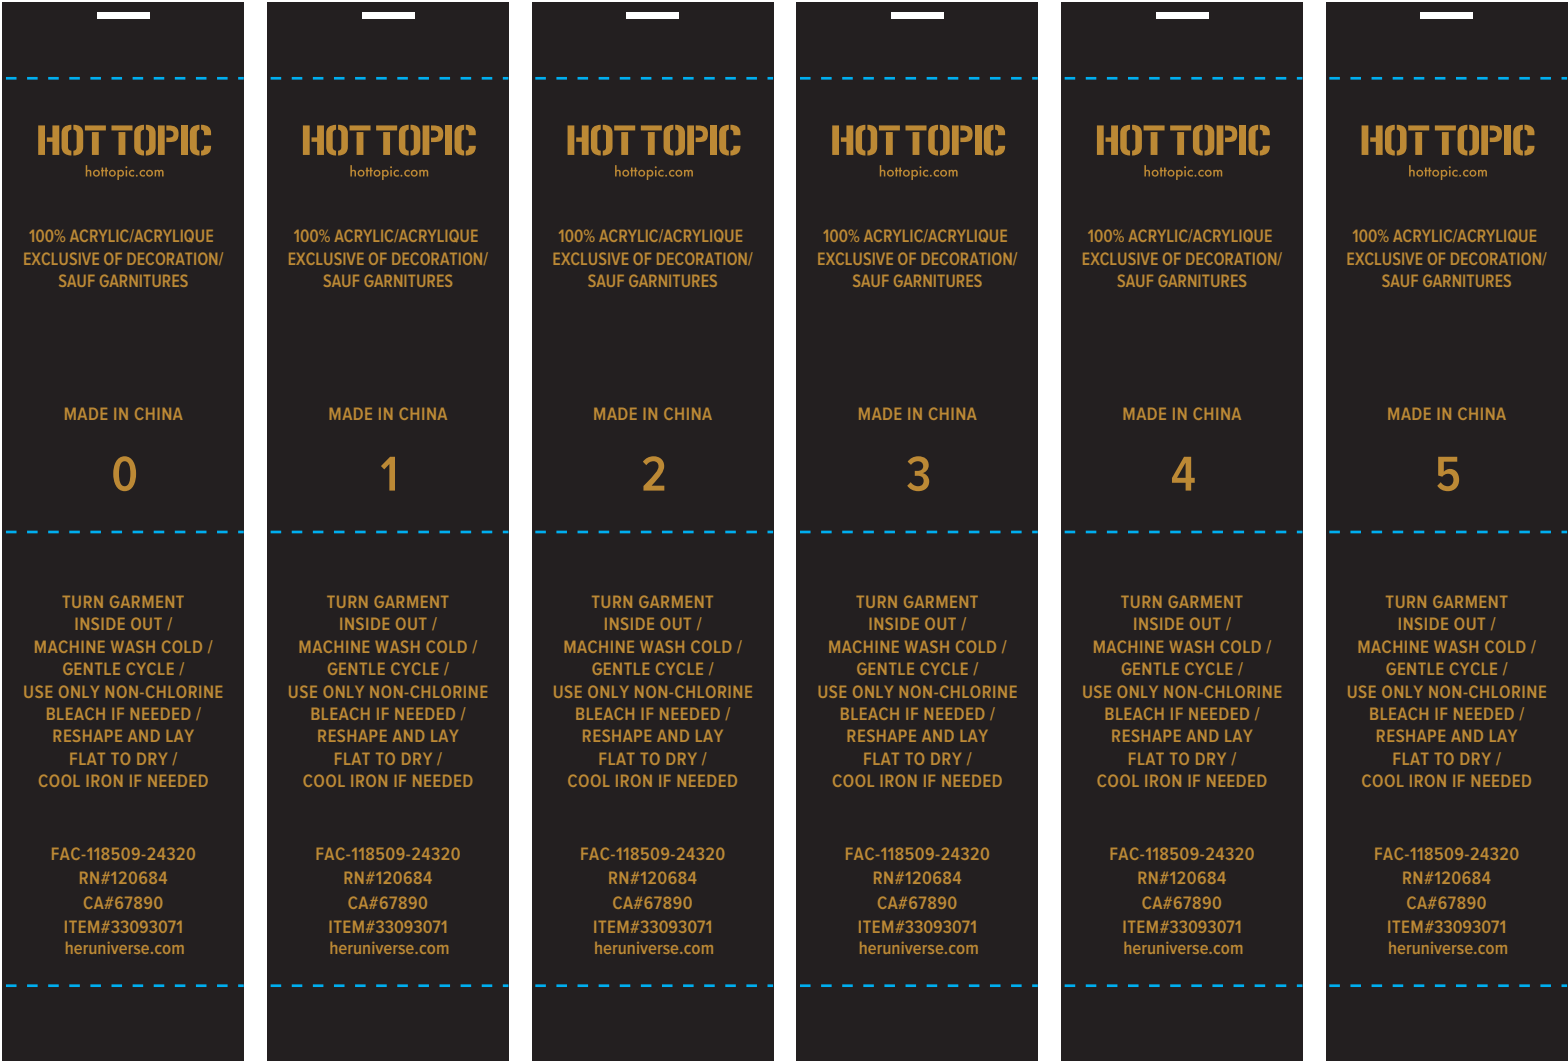 HOT TOPIC
hottopic.com
100% ACRYLIC/ACRYLIQUE
EXCLUSIVE OF DECORATION/
SAUF GARNITURES
MADE IN CHINA
0
TURN GARMENT
INSIDE OUT /
MACHINE WASH COLD /
GENTLE CYCLE /
USE ONLY NON-CHLORINE
BLEACH IF NEEDED /
RESHAPE AND LAY
FLAT TO DRY /
COOL IRON IF NEEDED
FAC-118509-24320
RN#120684
CA#67890
ITEM#33093071
heruniverse.com
HOT TOPIC
hottopic.com
100% ACRYLIC/ACRYLIQUE
EXCLUSIVE OF DECORATION/
SAUF GARNITURES
MADE IN CHINA
1
TURN GARMENT
INSIDE OUT /
MACHINE WASH COLD /
GENTLE CYCLE /
USE ONLY NON-CHLORINE
BLEACH IF NEEDED /
RESHAPE AND LAY
FLAT TO DRY /
COOL IRON IF NEEDED
FAC-118509-24320
RN#120684
CA#67890
ITEM#33093071
heruniverse.com
HOT TOPIC
hottopic.com
100% ACRYLIC/ACRYLIQUE
EXCLUSIVE OF DECORATION/
SAUF GARNITURES
MADE IN CHINA
2
TURN GARMENT
INSIDE OUT /
MACHINE WASH COLD /
GENTLE CYCLE /
USE ONLY NON-CHLORINE
BLEACH IF NEEDED /
RESHAPE AND LAY
FLAT TO DRY /
COOL IRON IF NEEDED
FAC-118509-24320
RN#120684
CA#67890
ITEM#33093071
heruniverse.com
HOT TOPIC
hottopic.com
100% ACRYLIC/ACRYLIQUE
EXCLUSIVE OF DECORATION/
SAUF GARNITURES
MADE IN CHINA
3
TURN GARMENT
INSIDE OUT /
MACHINE WASH COLD /
GENTLE CYCLE /
USE ONLY NON-CHLORINE
BLEACH IF NEEDED /
RESHAPE AND LAY
FLAT TO DRY /
COOL IRON IF NEEDED
FAC-118509-24320
RN#120684
CA#67890
ITEM#33093071
heruniverse.com
HOT TOPIC
hottopic.com
100% ACRYLIC/ACRYLIQUE
EXCLUSIVE OF DECORATION/
SAUF GARNITURES
MADE IN CHINA
4
TURN GARMENT
INSIDE OUT /
MACHINE WASH COLD /
GENTLE CYCLE /
USE ONLY NON-CHLORINE
BLEACH IF NEEDED /
RESHAPE AND LAY
FLAT TO DRY /
COOL IRON IF NEEDED
FAC-118509-24320
RN#120684
CA#67890
ITEM#33093071
heruniverse.com
HOT TOPIC
hottopic.com
100% ACRYLIC/ACRYLIQUE
EXCLUSIVE OF DECORATION/
SAUF GARNITURES
MADE IN CHINA
5
TURN GARMENT
INSIDE OUT /
MACHINE WASH COLD /
GENTLE CYCLE /
USE ONLY NON-CHLORINE
BLEACH IF NEEDED /
RESHAPE AND LAY
FLAT TO DRY /
COOL IRON IF NEEDED
FAC-118509-24320
RN#120684
CA#67890
ITEM#33093071
heruniverse.com